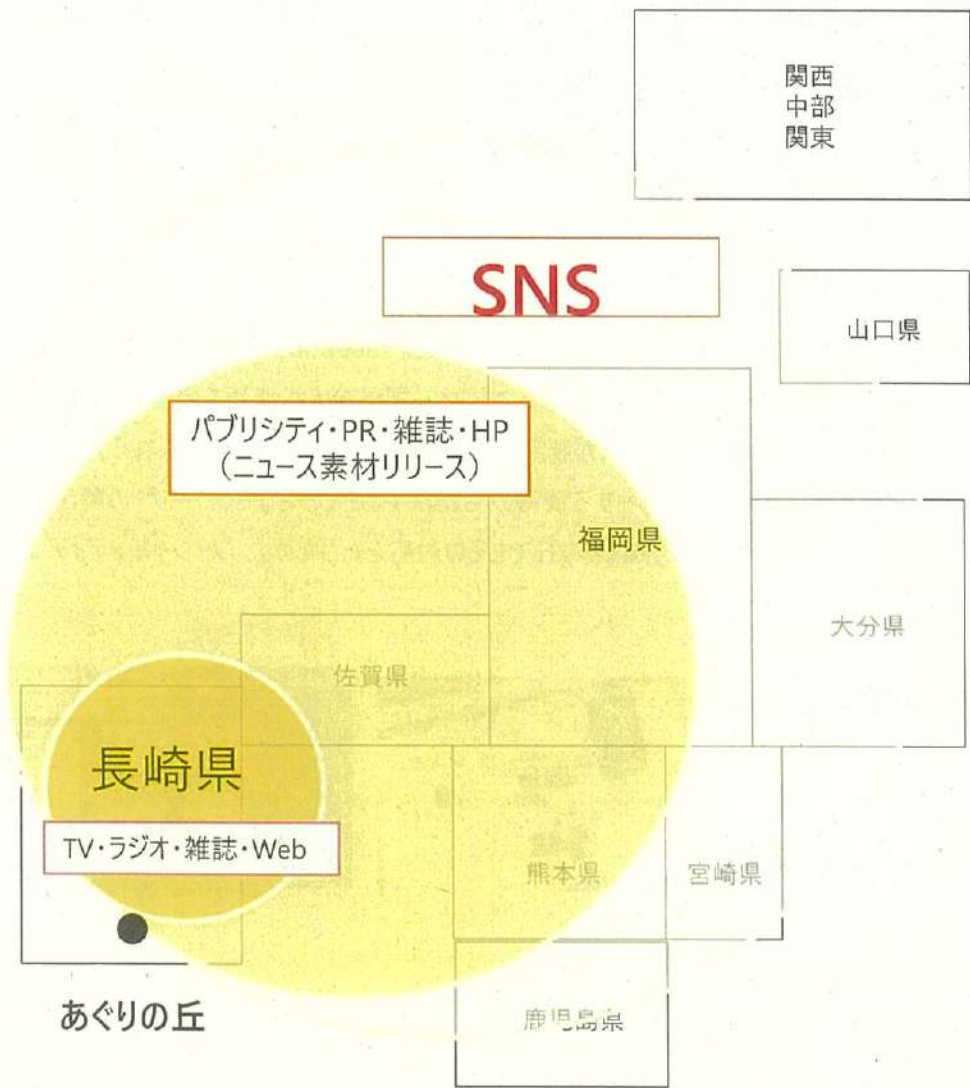 関西
中部
関東
SNS
山口県
パブリシティ・PR・雑誌・HP
（ニュース素材リリース）
福岡県
大分県
佐賀県
長崎県
TV・ラジオ・雑誌・Web
熊本県
宮崎県
あぐりの丘
鹿児島県